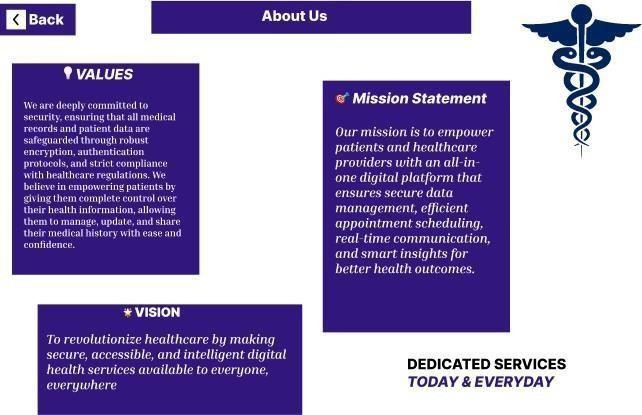 Back
About Us
VALUES
We are deeply committed to
security, ensuring that all medical
records and patient data are
safeguarded through robust
encryption, authentication
protocols, and strict compliance
with healthcare regulations. We
believe in empowering patients by
giving them complete control over
their health information, allowing
them to manage, update, and share
their medical history with ease and
confidence.
Mission Statement
Our mission is to empower
patients and healthcare
providers with an all-in-
one digital platform that
ensures secure data
management, efficient
appointment scheduling,
real-time communication,
and smart insights for
better health outcomes.
VISION
To revolutionize healthcare by making
secure, accessible, and intelligent digital
health services available to everyone,
everywhere
DEDICATED SERVICES
TODAY & EVERYDAY